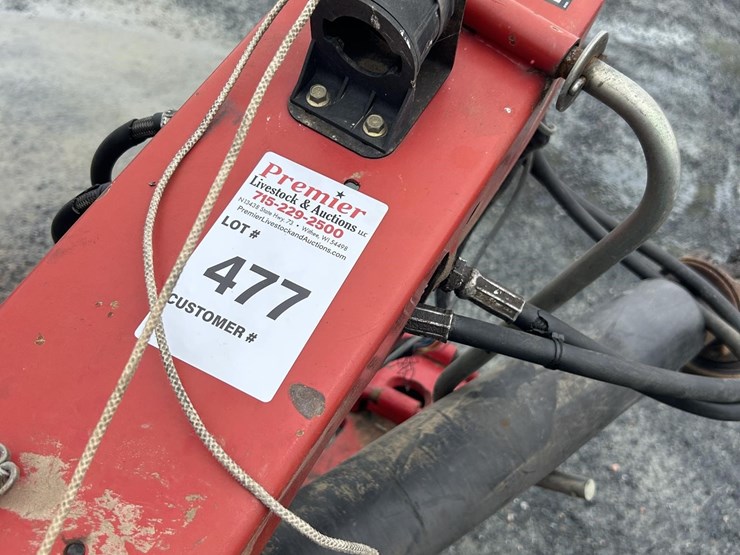 Premier
Livestock & Auctions LLC
715-229-2500
N13438 State Hwy. 73 • Withee, WI 54498
PremierLivestockandAuctions.com
LOT #
477
CUSTOMER #